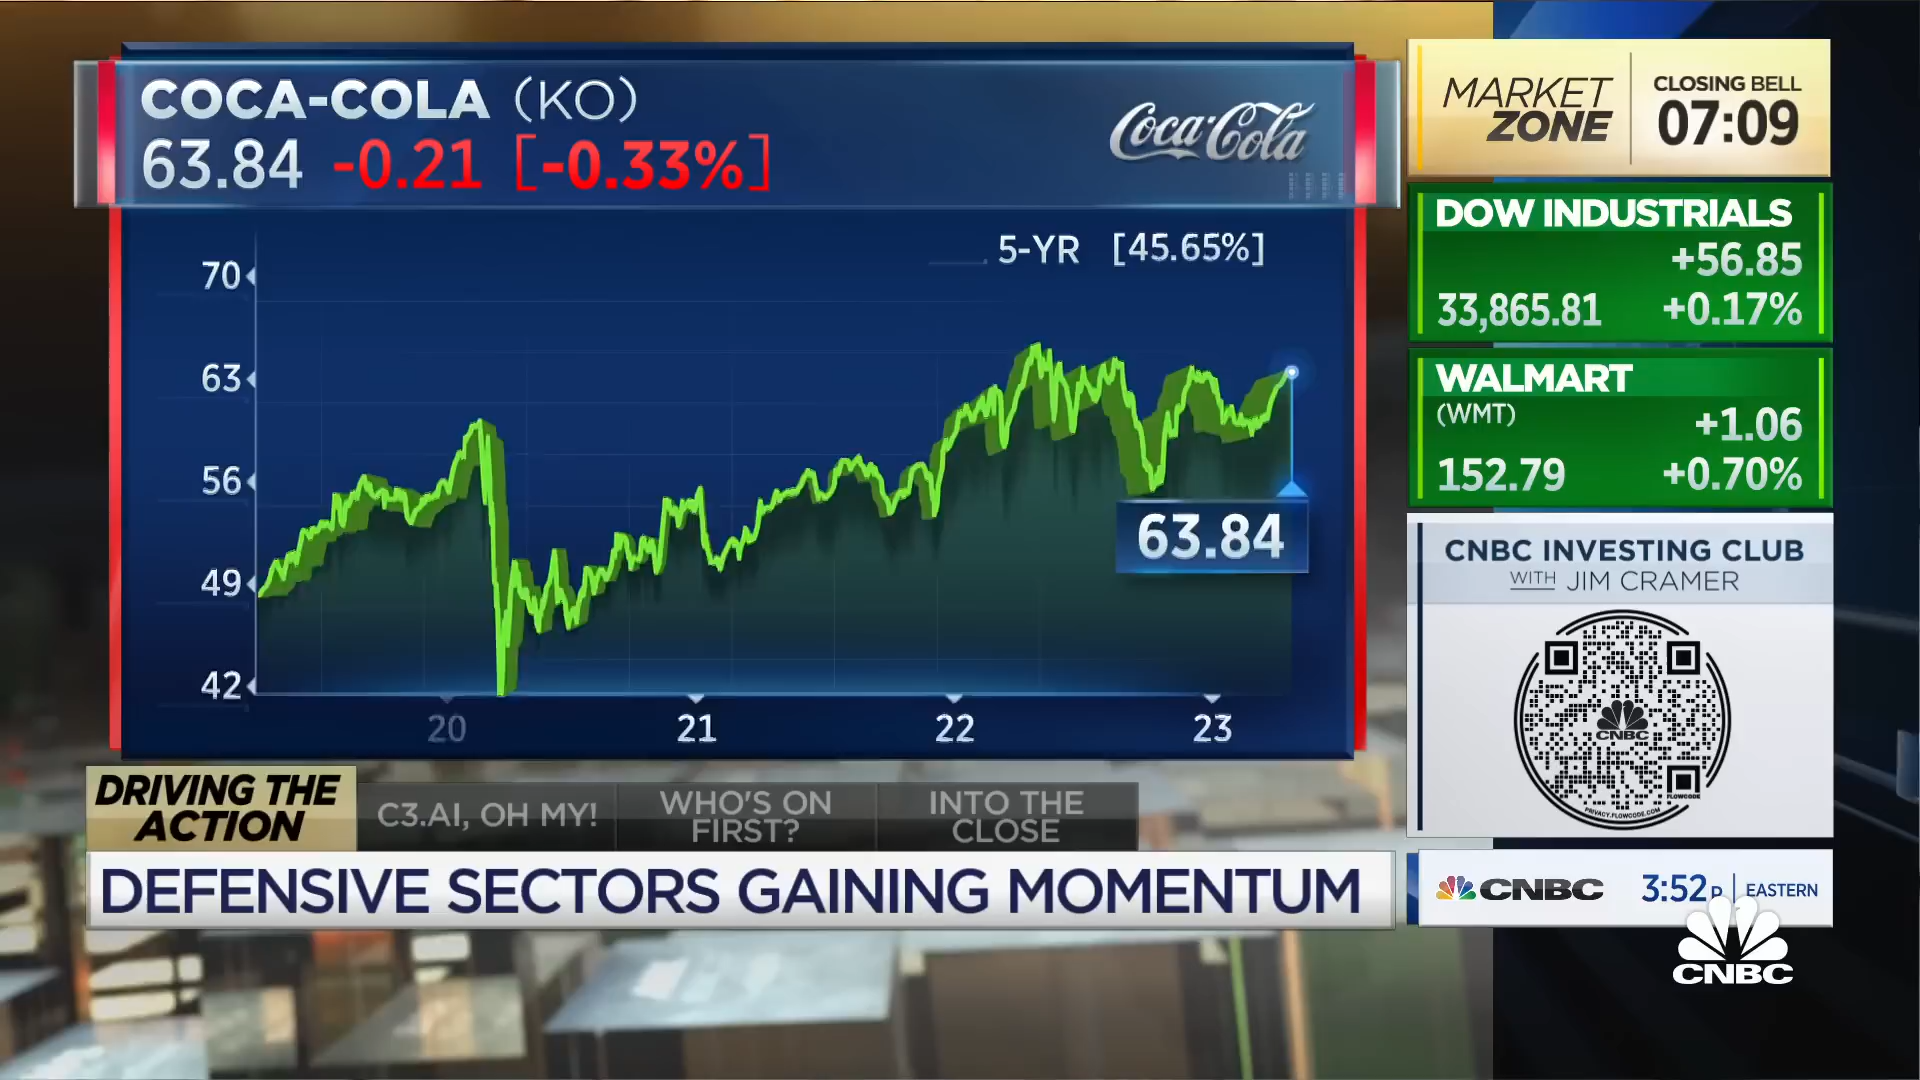 COCA-COLA (KO)
63.84 -0.21 [-0.33%]
Coca-Cola
5-YR [45.65%]
70
63
56
49
42
20 21 22 23
63.84
DRIVING THE
ACTION
C3.AI, OH MY!
WHO'S ON
FIRST?
INTO THE
CLOSE
DEFENSIVE SECTORS GAINING MOMENTUM
MARKET
ZONE
CLOSING BELL
07:09
DOW INDUSTRIALS
+56.85
33,865.81 +0.17%
WALMART
(WMT) +1.06
152.79 +0.70%
CNBC INVESTING CLUB
WITH JIM CRAMER
CNBC
FLOWCODE
PRIVACY.FLOWCODE.COM
CNBC 3:52P EASTERN
CNBC